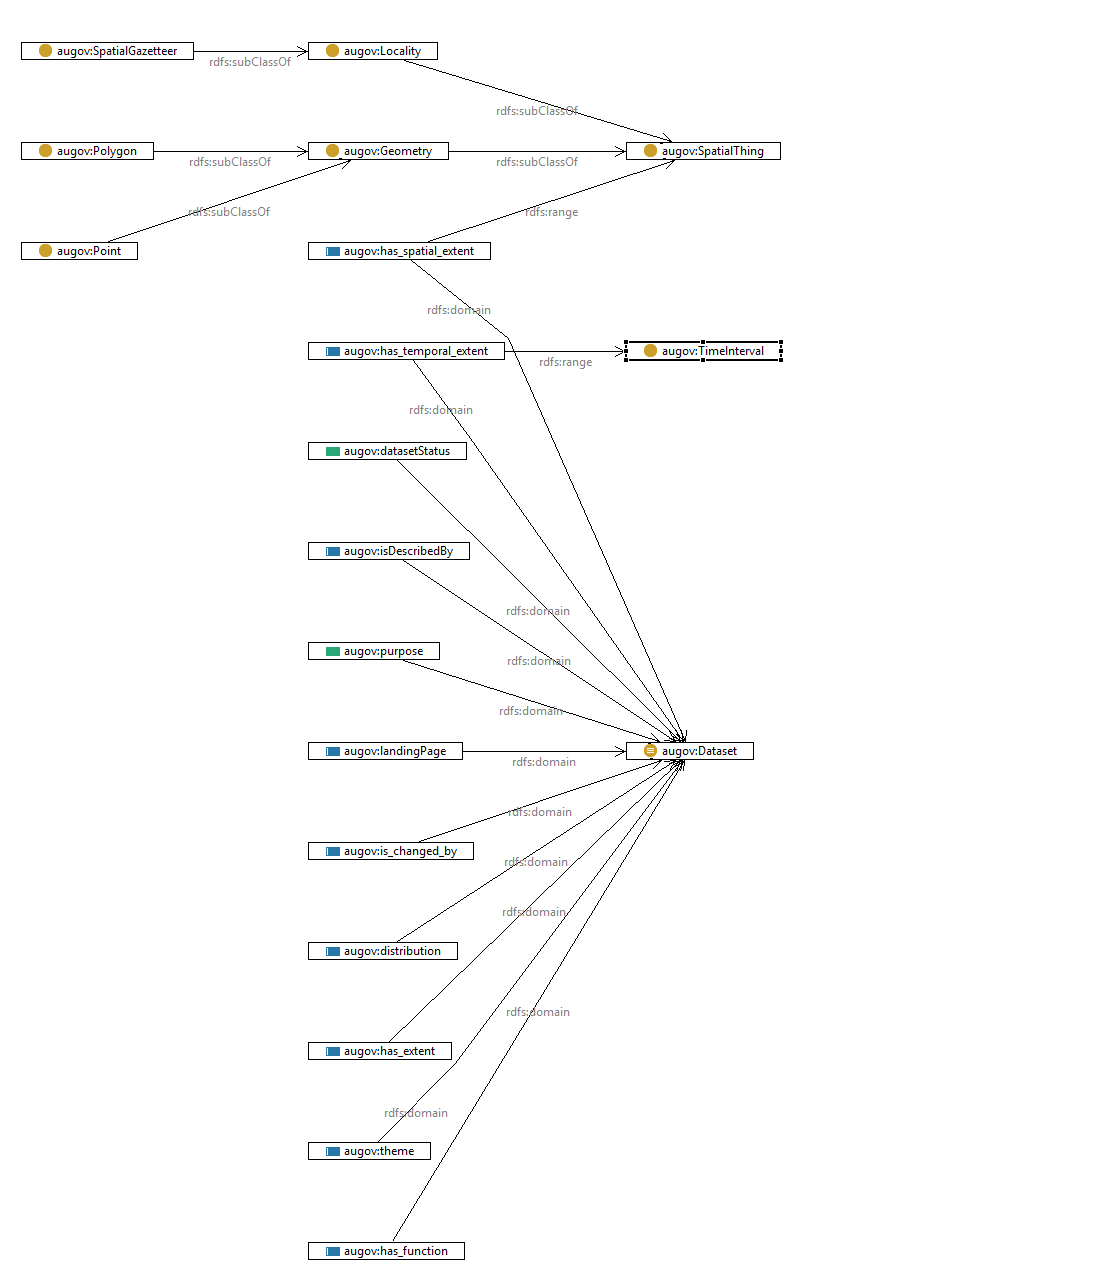 augov:SpatialGazetteer
augov:Locality
rdfs:subClassOf
rdfs:subClassOf
augov:Polygon
augov:Geometry
augov:SpatialThing
rdfs:subClassOf
rdfs:subClassOf
rdfs:subClassOf
rdfs:range
augov:Point
augov:has_spatial_extent
rdfs:domain
augov:has_temporal_extent
augov:TimeInterval
rdfs:range
rdfs:domain
augov:datasetStatus
augov:isDescribedBy
rdfs:domain
augov:purpose
rdfs:domain
rdfs:domain
augov:landingPage
augov:Dataset
rdfs:domain
rdfs:domain
augov:is_changed_by
rdfs:domain
rdfs:domain
augov:distribution
rdfs:domain
augov:has_extent
rdfs:domain
augov:theme
augov:has_function